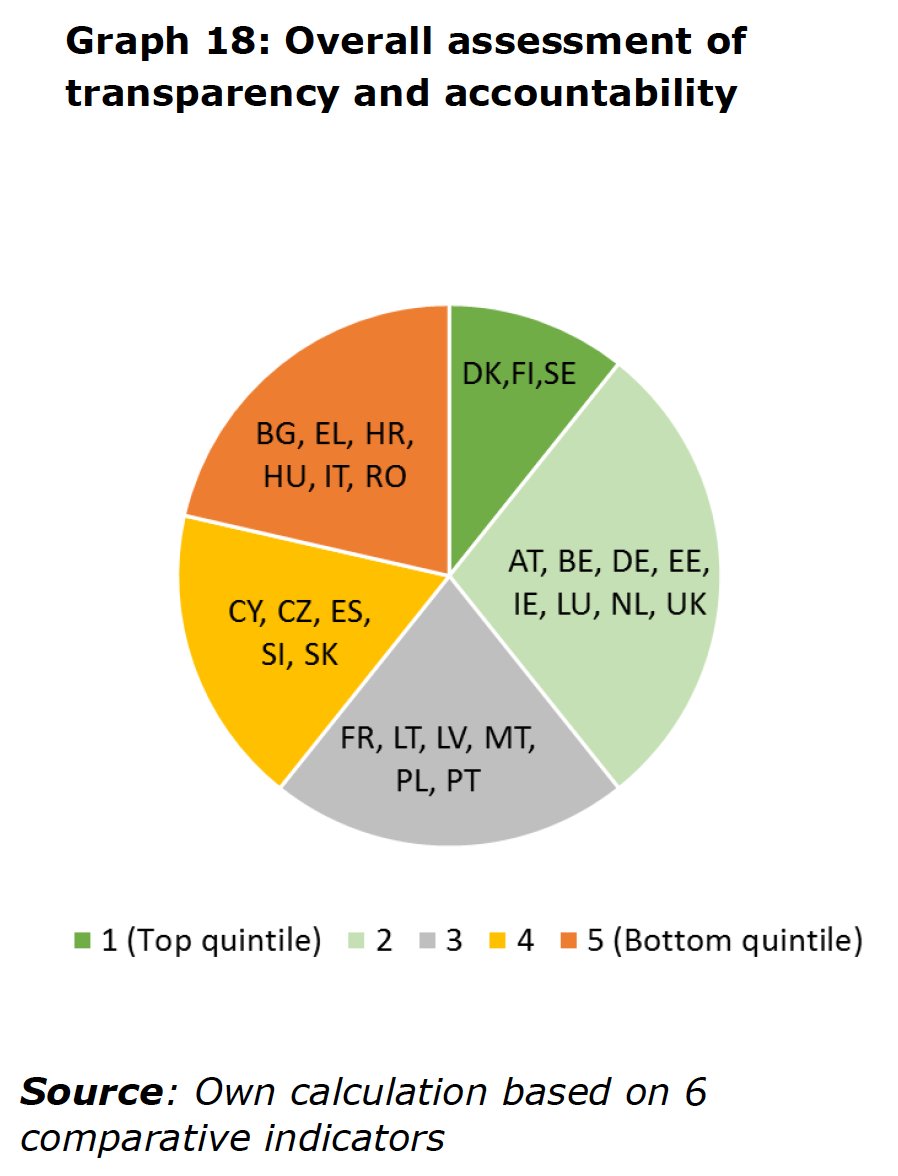 Graph 18: Overall assessment of
transparency and accountability
DK,FI,SE
BG, EL, HR,
HU, IT, RO
AT, BE, DE, EE,
IE, LU, NL, UK
CY, CZ, ES,
SI, SK
FR, LT, LV, MT,
PL, PT
1 (Top quintile) 2 3 4 5 (Bottom quintile)
Source: Own calculation based on 6
comparative indicators